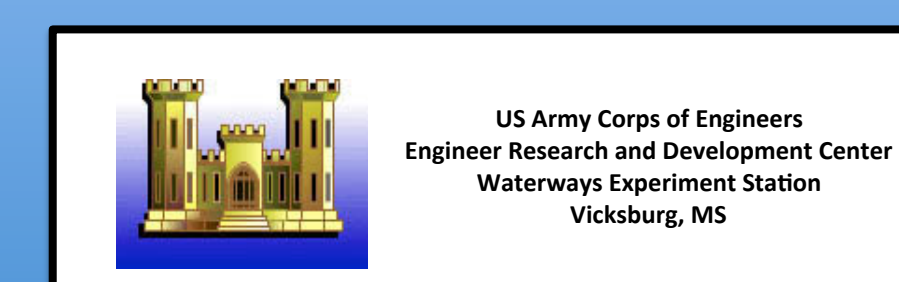 US Army Corps of Engineers
Engineer Research and Development Center
Waterways Experiment Station
Vicksburg, MS